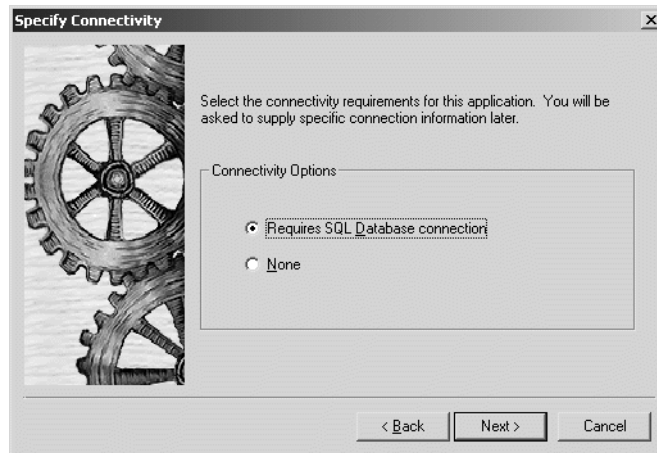 Specify Connectivity
Select the connectivity requirements for this application. You will be
asked to supply specific connection information later.
Connectivity Options
Requires SQL Database connection
None
< Back
Next >
Cancel